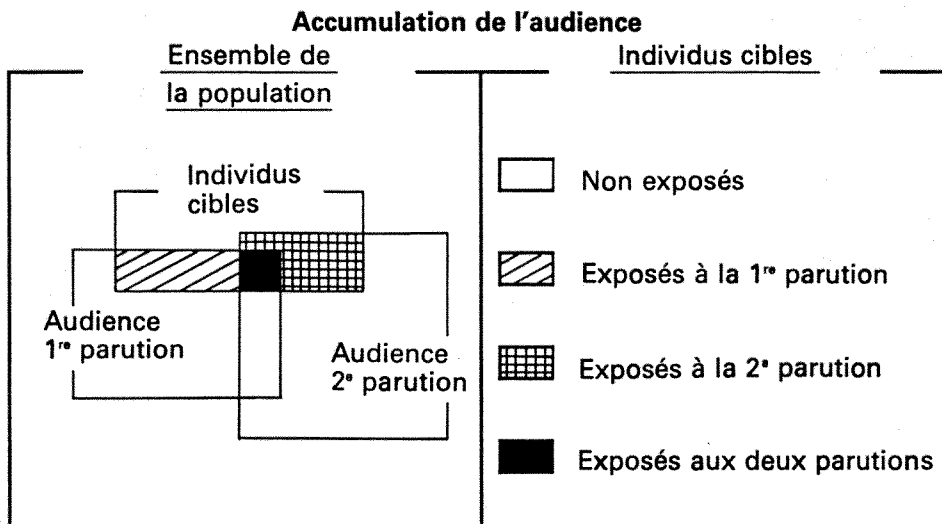 Accumulation de l'audience
Ensemble de
la population
Individus
cibles
Audience
1re parution
Audience
2e parution
Individus cibles
Non exposés
Exposés à la 1re parution
Exposés à la 2e parution
Exposés aux deux parutions